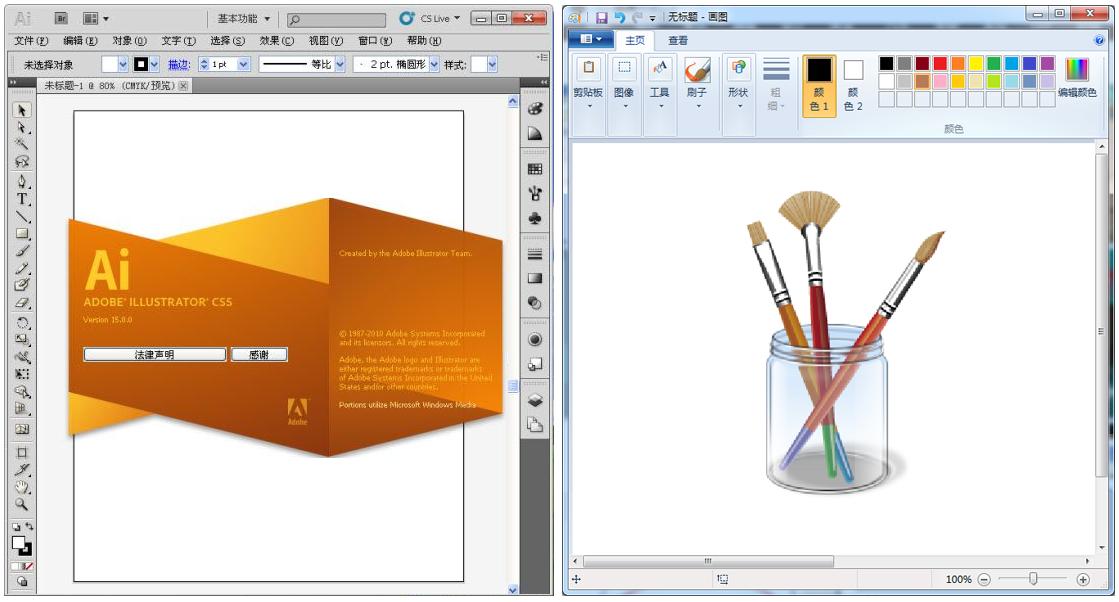 Ai Br 基本功能 CS Live
文件(F) 编辑(E) 对象(O) 文字(T) 选择(S) 效果(C) 视图(V) 窗口(W) 帮助(H)
未选择对象 描边: 1 pt 等比 2 pt. 椭圆形 样式:
未标题-1 @ 80% (CMYK/预览)
Ai
ADOBE® ILLUSTRATOR® CS5
Version 15.0.0
法律声明 感谢
Adobe
Created by the Adobe Illustrator Team.
© 1987-2010 Adobe Systems Incorporated
and its licensors. All rights reserved.
Adobe, the Adobe logo and Illustrator are
either registered trademarks or trademarks
of Adobe Systems Incorporated in the United
States and/or other countries.
Portions utilize Microsoft Windows Media
无标题 - 画图
主页 查看
剪贴板 图像 工具 刷子 形状 粗细 颜色 1 颜色 2 编辑颜色
颜色
100%